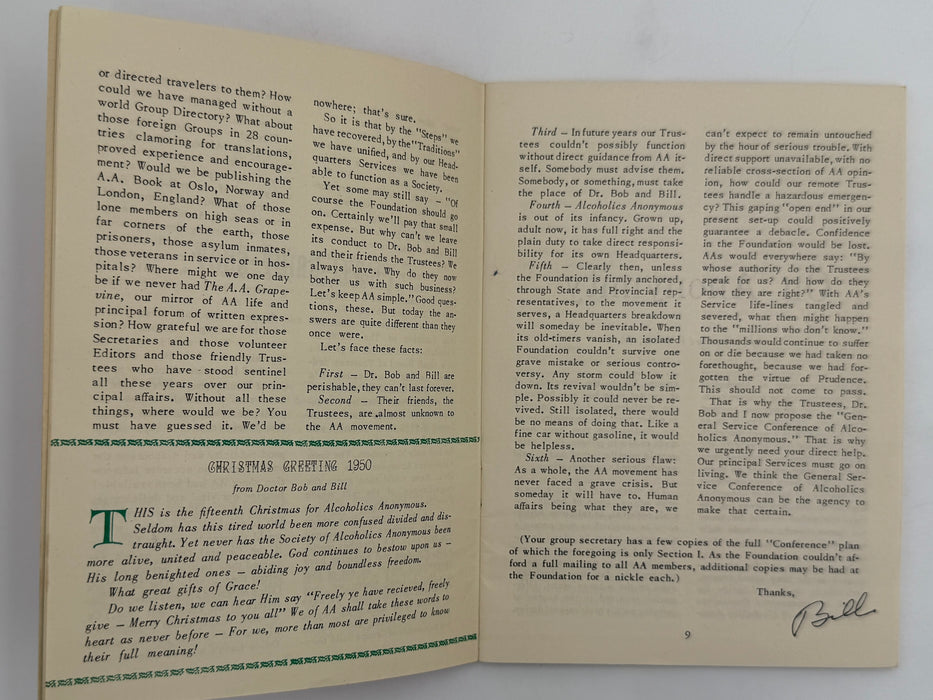 or directed travelers to them? How
could we have managed without a
world Group Directory? What about
those foreign Groups in 28 coun-
tries clamoring for translations,
proved experience and encourage-
ment? Would we be publishing the
A.A. Book at Oslo, Norway and
London, England? What of those
lone members on high seas or in
far corners of the earth, those
prisoners, those asylum inmates,
those veterans in service or in hos-
pitals? Where might we one day
be if we never had The A.A. Grape-
vine, our mirror of AA life and
principal forum of written expres-
sion? How grateful we are for those
Secretaries and those volunteer
Editors and those friendly Trus-
tees who have stood sentinel
all these years over our prin-
cipal affairs. Without all these
things, where would we be? You
must have guessed it. We'd be
nowhere; that's sure.
So it is that by the "Steps" we
have recovered, by the "Traditions"
we have unified, and by our Head-
quarters Services we have been
able to function as a Society.
Yet some may still say – "Of
course the Foundation should go
on. Certainly we'll pay that small
expense. But why can't we leave
its conduct to Dr. Bob and Bill
and their friends the Trustees? We
always have. Why do they now
bother us with such business?
Let's keep AA simple." Good ques-
tions, these. But today the an-
swers are quite different than they
once were.
Let's face these facts:
First – Dr. Bob and Bill are
perishable, they can't last forever.
Second – Their friends, the
Trustees, are almost unknown to
the AA movement.
CHRISTMAS GREETING 1950
from Doctor Bob and Bill
THIS is the fifteenth Christmas for Alcoholics Anonymous.
Seldom has this tired world been more confused divided and dis-
traught. Yet never has the Society of Alcoholics Anonymous been
more alive, united and peaceable. God continues to bestow upon us –
His long benighted ones – abiding joy and boundless freedom.
What great gifts of Grace!
Do we listen, we can hear Him say "Freely ye have recieved, freely
give – Merry Christmas to you all" We of AA shall take these words to
heart as never before – For we, more than most are privileged to know
their full meaning!
Third – In future years our Trus-
tees couldn't possibly function
without direct guidance from AA it-
self. Somebody must advise them.
Somebody, or something, must take
the place of Dr. Bob and Bill.
Fourth – Alcoholics Anonymous
is out of its infancy. Grown up,
adult now, it has full right and the
plain duty to take direct responsi-
bility for its own Headquarters.
Fifth – Clearly then, unless
the Foundation is firmly anchored,
through State and Provincial rep-
resentatives, to the movement it
serves, a Headquarters breakdown
will someday be inevitable. When
its old-timers vanish, an isolated
Foundation couldn't survive one
grave mistake or serious contro-
versy. Any storm could blow it
down. Its revival wouldn't be sim-
ple. Possibly it could never be re-
vived. Still isolated, there would
be no means of doing that. Like a
fine car without gasoline, it would
be helpless.
Sixth – Another serious flaw:
As a whole, the AA movement has
never faced a grave crisis. But
someday it will have to. Human
affairs being what they are, we
can't expect to remain untouched
by the hour of serious trouble. With
direct support unavailable, with no
reliable cross-section of AA opin-
ion, how could our remote Trus-
tees handle a hazardous emergen-
cy? This gaping "open end" in our
present set-up could positively
guarantee a debacle. Confidence
in the Foundation would be lost.
AAs would everywhere say: "By
whose authority do the Trustees
speak for us? And how do they
know they are right?" With AA's
Service life-lines tangled and
severed, what then might happen
to the "millions who don't know."
Thousands would continue to suffer
on or die because we had taken no
forethought, because we had for-
gotten the virtue of Prudence.
This should not come to pass.
That is why the Trustees, Dr.
Bob and I now propose the "Gen-
eral Service Conference of Alco-
holics Anonymous." That is why
we urgently need your direct help.
Our principal Services must go on
living. We think the General Ser-
vice Conference of Alcoholics
Anonymous can be the agency to
make that certain.
(Your group secretary has a few copies of the full "Conference" plan
of which the foregoing is only Section I. As the Foundation couldn't af-
ford a full mailing to all AA members, additional copies may be had at
the Foundation for a nickle each.)
Thanks,
Bill
9